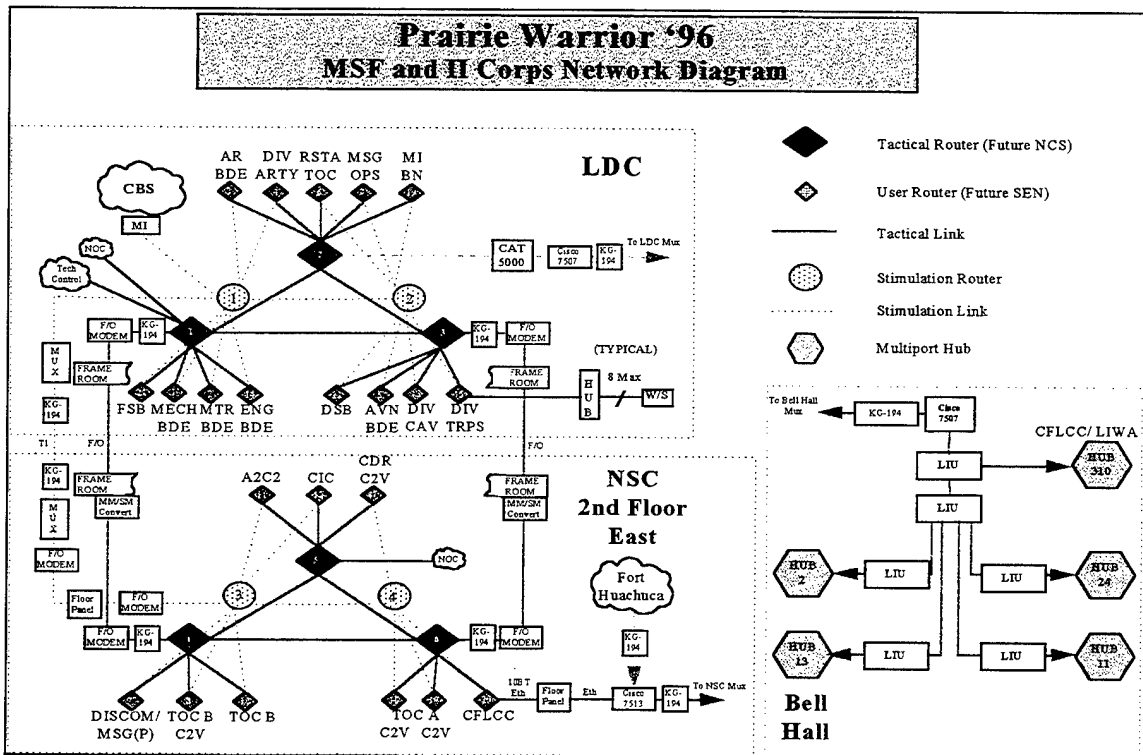 Prairie Warrior ‘96
MSF and II Corps Network Diagram
LDC
AR
BDE
DIV
ARTY
RSTA
TOC
MSG
OPS
MI
BN
CBS
MI
NOC
Tech
Control
CAT
5000
Cisco
7507
KG-
194
To LDC Mux
1
2
F/O
MODEM
KG-
194
3
KG-
194
F/O
MODEM
MUX
FRAME
ROOM
(TYPICAL)
FRAME
ROOM
HUB
8 Max
W/S
KG-
194
FSB
MECH
BDE
MTR
BDE
ENG
BDE
DSB
AVN
BDE
DIV
CAV
DIV
TRPS
T1
F/O
F/O
KG-
194
FRAME
ROOM
MM/SM
Convert
MUX
F/O
MODEM
A2C2
CIC
CDR
C2V
FRAME
ROOM
MM/SM
Convert
NSC
2nd Floor
East
5
NOC
Fort
Huachuca
3
4
Floor
Panel
F/O
MODEM
F/O
MODEM
KG-
194
KG-
194
F/O
MODEM
KG-
194
DISCOM/
MSG(P)
TOC B
C2V
TOC B
TOC A
C2V
C2V
CFLCC
10BT
Eth
Floor
Panel
Eth
Cisco
7513
KG-
194
To NSC Mux
Tactical Router (Future NCS)
User Router (Future SEN)
Tactical Link
Stimulation Router
Stimulation Link
Multiport Hub
To Bell Hall
Mux
KG-194
Cisco
7507
CFLCC/ LIWA
LIU
HUB
310
LIU
HUB
2
LIU
LIU
HUB
24
HUB
13
LIU
LIU
HUB
11
Bell
Hall